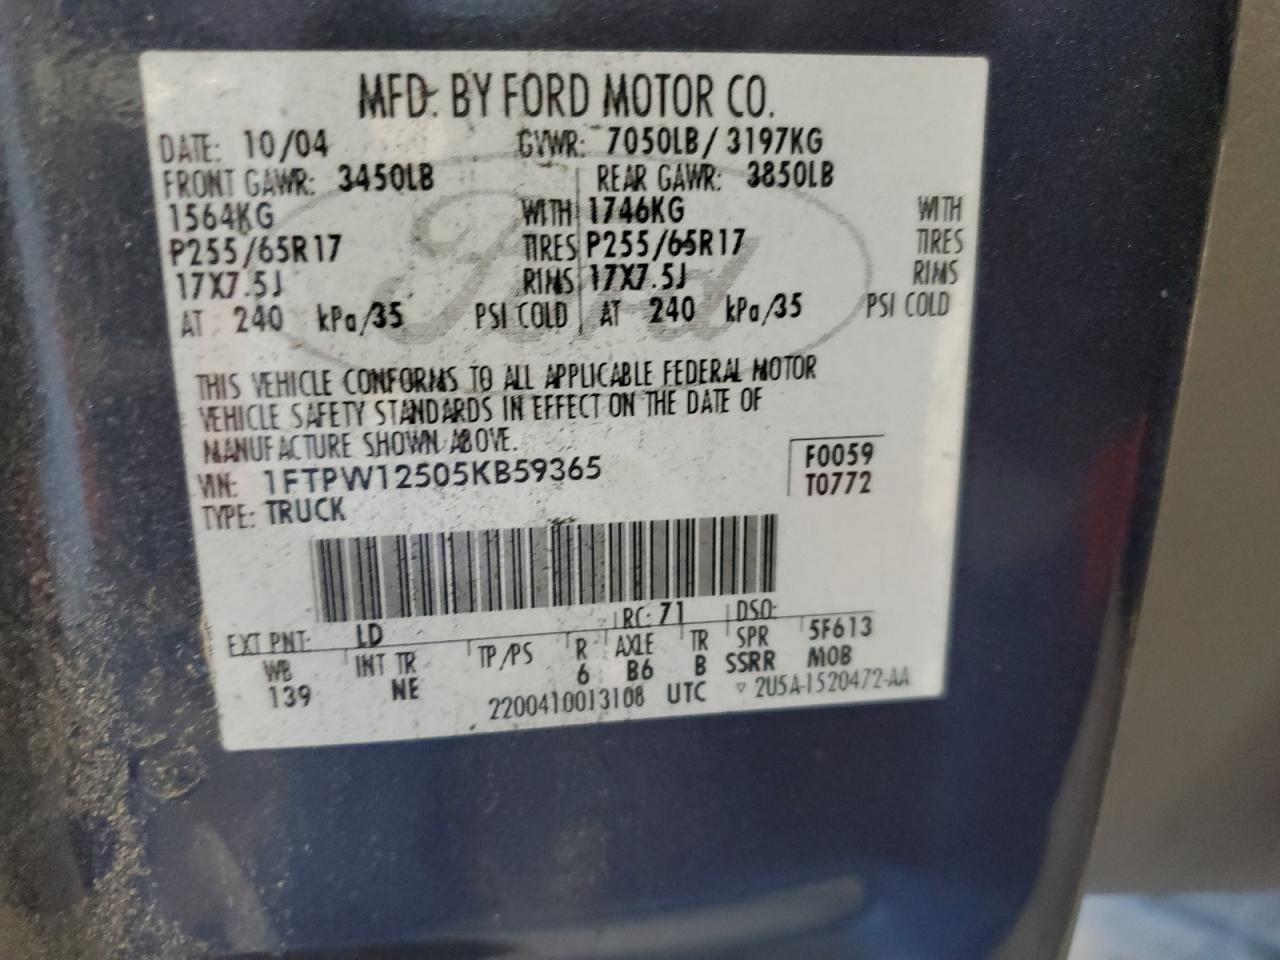 MFD. BY FORD MOTOR CO.
DATE: 10/04 GVWR: 7050LB/ 3197KG
FRONT GAWR: 3450LB REAR GAWR: 3850LB
1564KG WITH 1746KG WITH
P255/65R17 TIRES P255/65R17 TIRES
17X7.5J RIMS 17X7.5J RIMS
AT 240 kPa/35 PSI COLD AT 240 kPa/35 PSI COLD
THIS VEHICLE CONFORMS TO ALL APPLICABLE FEDERAL MOTOR
VEHICLE SAFETY STANDARDS IN EFFECT ON THE DATE OF
MANUFACTURE SHOWN ABOVE.
VIN: 1FTPW12505KB59365 F0059
TYPE: TRUCK T0772
EXT PNT: LD RC: 71 DSO:
WB INT TR TP/PS R AXLE TR SPR 5F613
139 NE 6 B6 B SSRR MOB
2200410013108 UTC ▽ 2U5A-1520472-AA
Ford